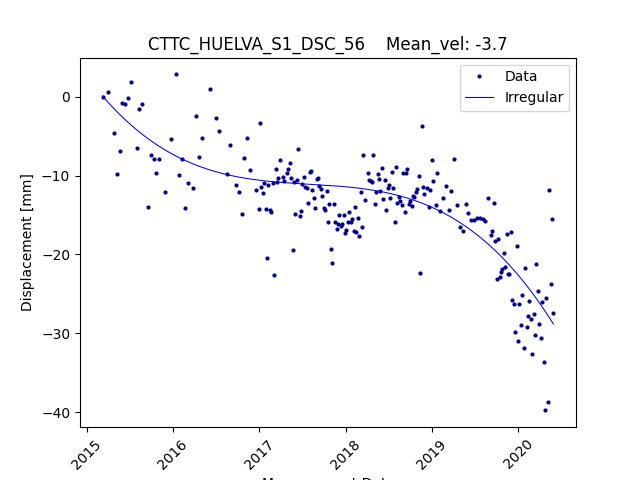 CTTC_HUELVA_S1_DSC_56    Mean_vel: -3.7
Data
Irregular
Displacement [mm]
0
−10
−20
−30
−40
2015
2016
2017
2018
2019
2020